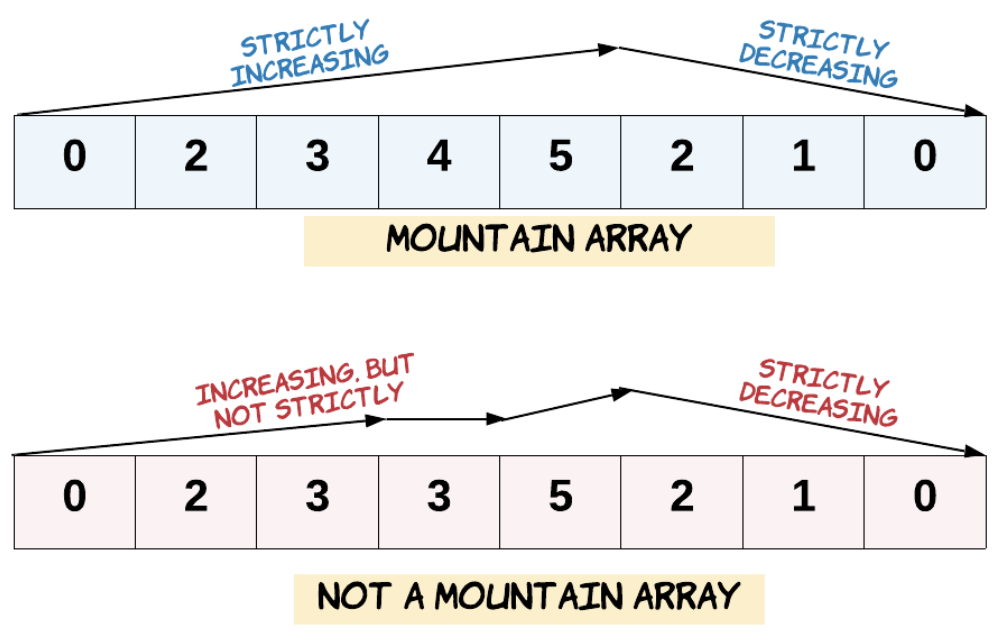 STRICTLY
INCREASING
STRICTLY
DECREASING
0 2 3 4 5 2 1 0
MOUNTAIN ARRAY
INCREASING. BUT
NOT STRICTLY
STRICTLY
DECREASING
0 2 3 3 5 2 1 0
NOT A MOUNTAIN ARRAY